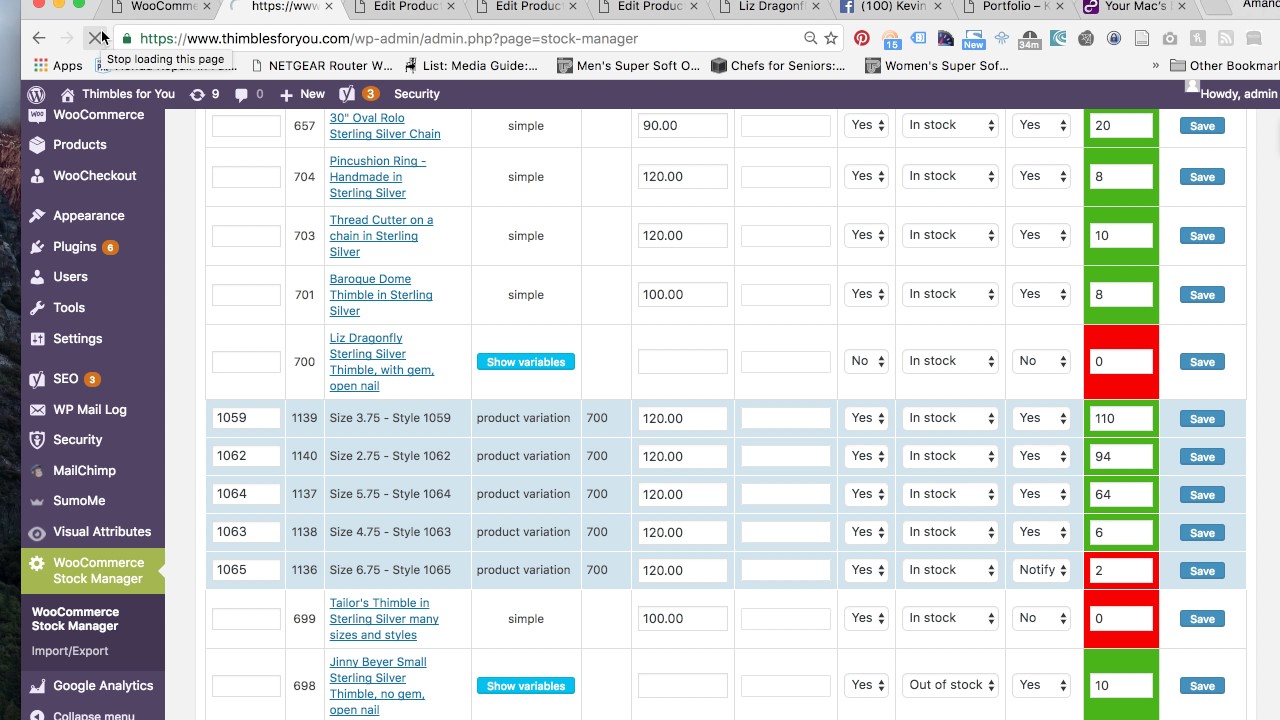 WooComme
https://www
Edit Produc
Edit Produc
Edit Produc
Liz Dragonfl
(100) Kevin
Portfolio – K
Your Mac's L
Amand
https://www.thimblesforyou.com/wp-admin/admin.php?page=stock-manager
15
New
34m
Stop loading this page
Apps
NETGEAR Router W...
List: Media Guide:...
Men's Super Soft O...
Chefs for Seniors:...
Women's Super Sof...
»
Other Bookmar
Thimbles for You
9
0
New
3
Security
Howdy, admin
WooCommerce
Products
WooCheckout
Appearance
Plugins 6
Users
Tools
Settings
SEO 3
WP Mail Log
Security
MailChimp
SumoMe
Visual Attributes
WooCommerce
Stock Manager
WooCommerce
Stock Manager
Import/Export
Google Analytics
Collapse menu
657 30" Oval Rolo simple 90.00 Yes In stock Yes 20 Save
Sterling Silver Chain
Pincushion Ring -
704 Handmade in simple 120.00 Yes In stock Yes 8 Save
Sterling Silver
Thread Cutter on a
703 chain in Sterling simple 120.00 Yes In stock Yes 10 Save
Silver
Baroque Dome
701 Thimble in Sterling simple 100.00 Yes In stock Yes 8 Save
Silver
Liz Dragonfly
Sterling Silver
700 Thimble, with gem, Show variables No In stock No 0 Save
open nail
1059 1139 Size 3.75 - Style 1059 product variation 700 120.00 Yes In stock Yes 110 Save
1062 1140 Size 2.75 - Style 1062 product variation 700 120.00 Yes In stock Yes 94 Save
1064 1137 Size 5.75 - Style 1064 product variation 700 120.00 Yes In stock Yes 64 Save
1063 1138 Size 4.75 - Style 1063 product variation 700 120.00 Yes In stock Yes 6 Save
1065 1136 Size 6.75 - Style 1065 product variation 700 120.00 Yes In stock Notify 2 Save
Tailor's Thimble in
699 Sterling Silver many simple 100.00 Yes In stock No 0 Save
sizes and styles
Jinny Beyer Small
Sterling Silver
698 Thimble, no gem, Show variables Yes Out of stock Yes 10 Save
open nail